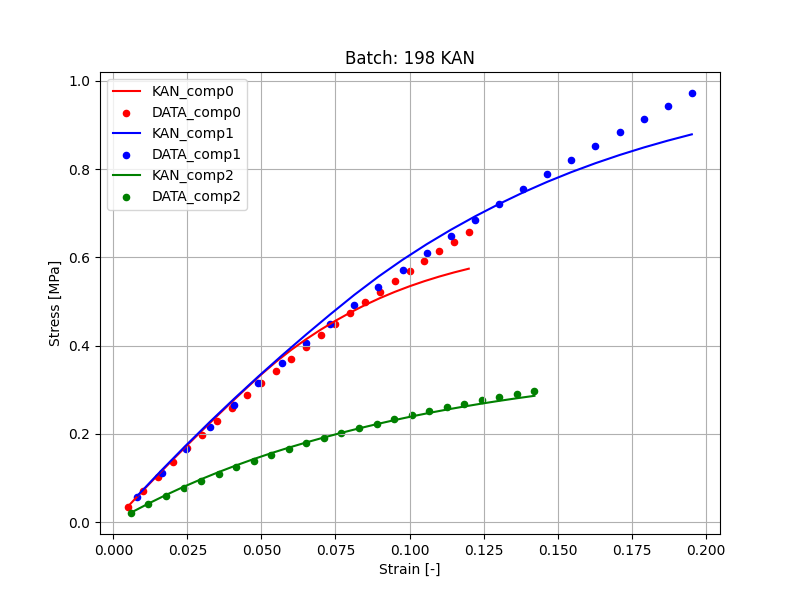 Batch: 198 KAN
KAN_comp0
DATA_comp0
KAN_comp1
DATA_comp1
KAN_comp2
DATA_comp2
1.0
0.8
0.6
0.4
0.2
0.0
Stress [MPa]
0.000 0.025 0.050 0.075 0.100 0.125 0.150 0.175 0.200
Strain [-]